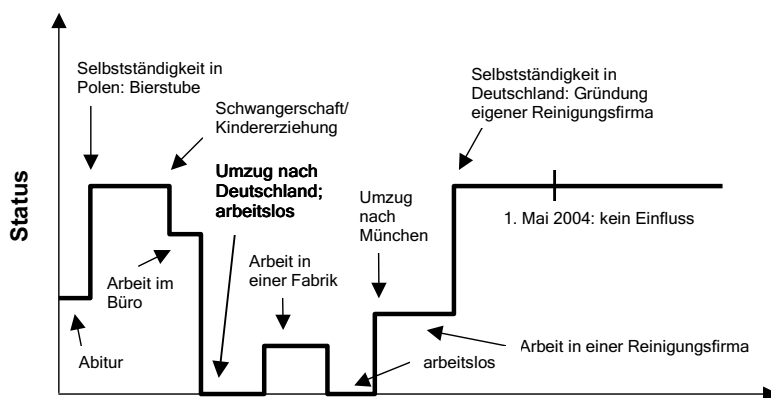 Selbstständigkeit in
Polen: Bierstube
Schwangerschaft/
Kindererziehung
Umzug nach
Deutschland;
arbeitslos
Selbstständigkeit in
Deutschland: Gründung
eigener Reinigungsfirma
Umzug
nach
München
1. Mai 2004: kein Einfluss
Status
Arbeit im
Büro
Arbeit in
einer Fabrik
Abitur
arbeitslos
Arbeit in einer Reinigungsfirma